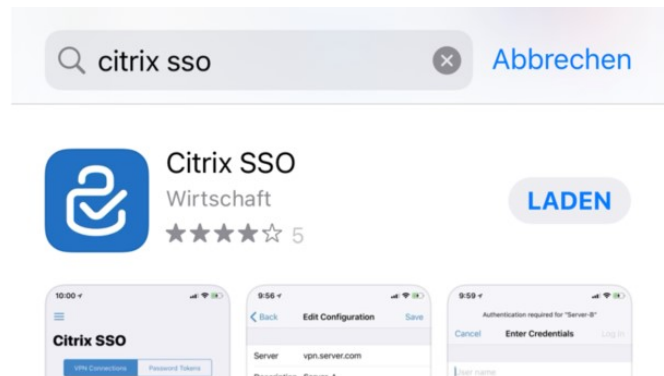 citrix sso
Abbrechen
Citrix SSO
Wirtschaft
LADEN
5
10:00
Citrix SSO
VPN Connections
Password Tokens
9:56
Back
Edit Configuration
Save
Server
vpn.server.com
9:59
Authentication required for "Server-B"
Cancel
Enter Credentials
Log In
User name